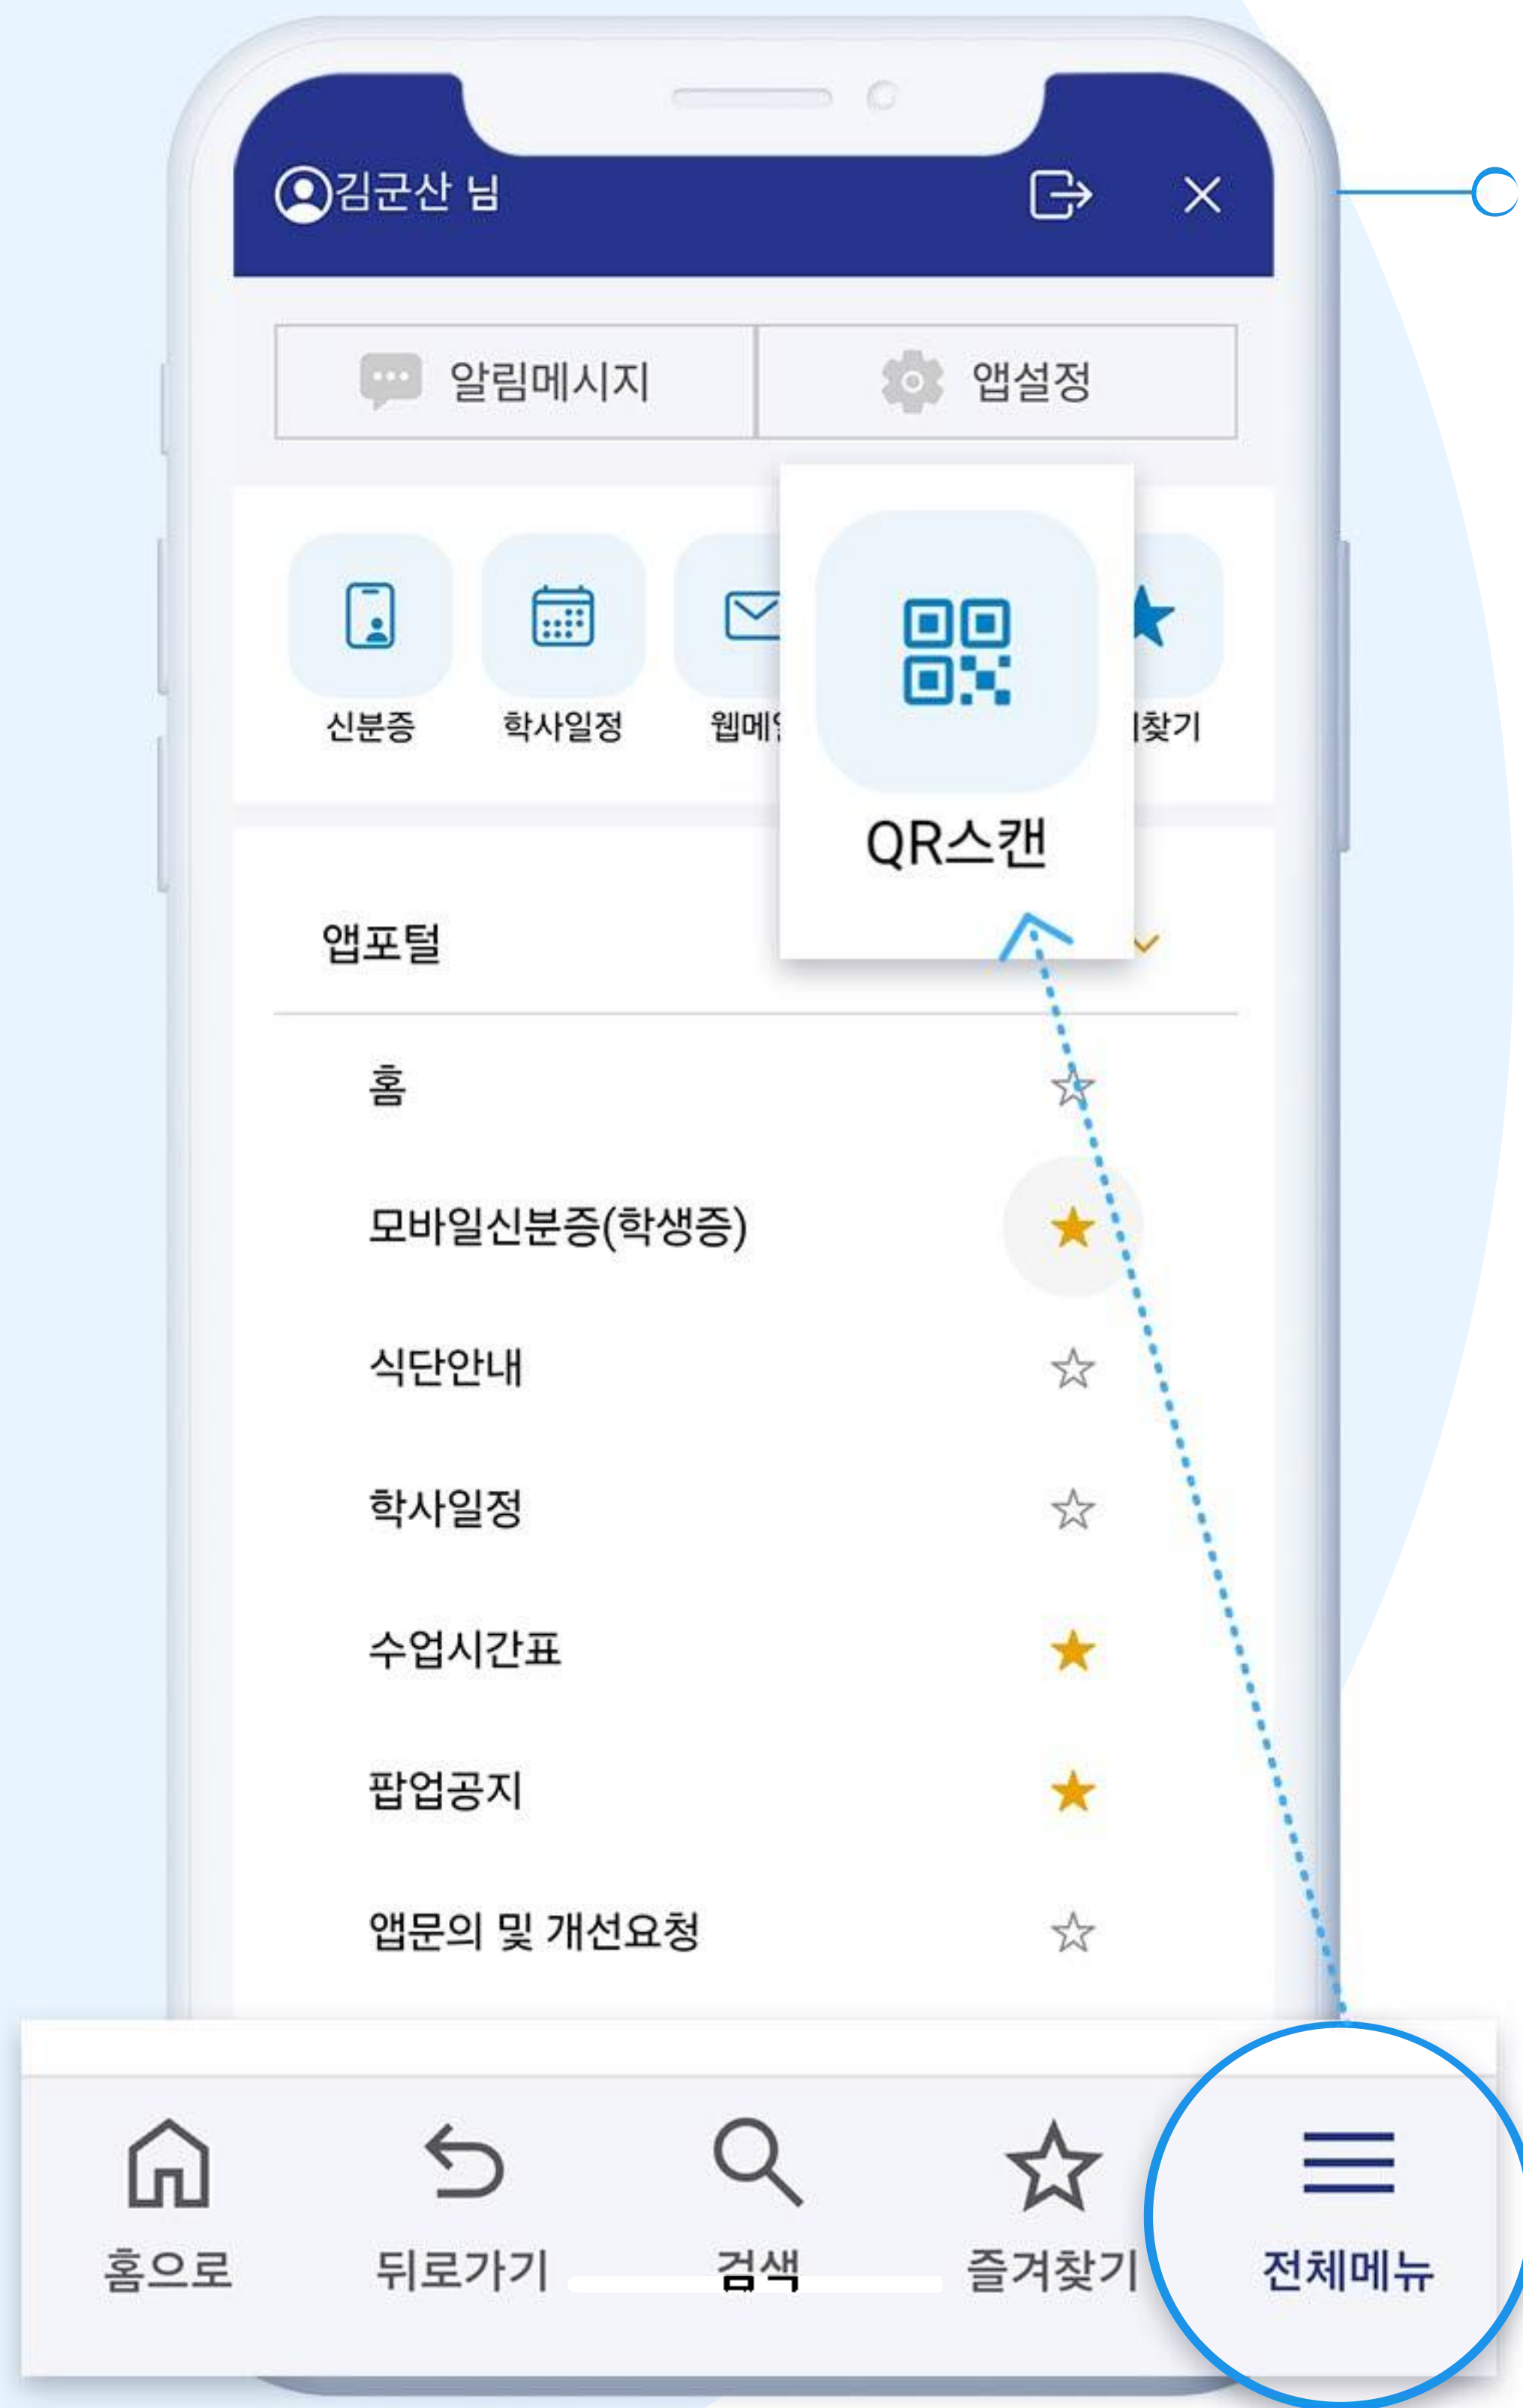 김군산 님
알림메시지 앱설정
신분증 학사일정
QR스캔
앱포털
홈
모바일신분증(학생증)
식단안내
학사일정
수업시간표
팝업공지
앱문의 및 개선요청
홈으로 뒤로가기 검색 즐겨찾기 전체메뉴